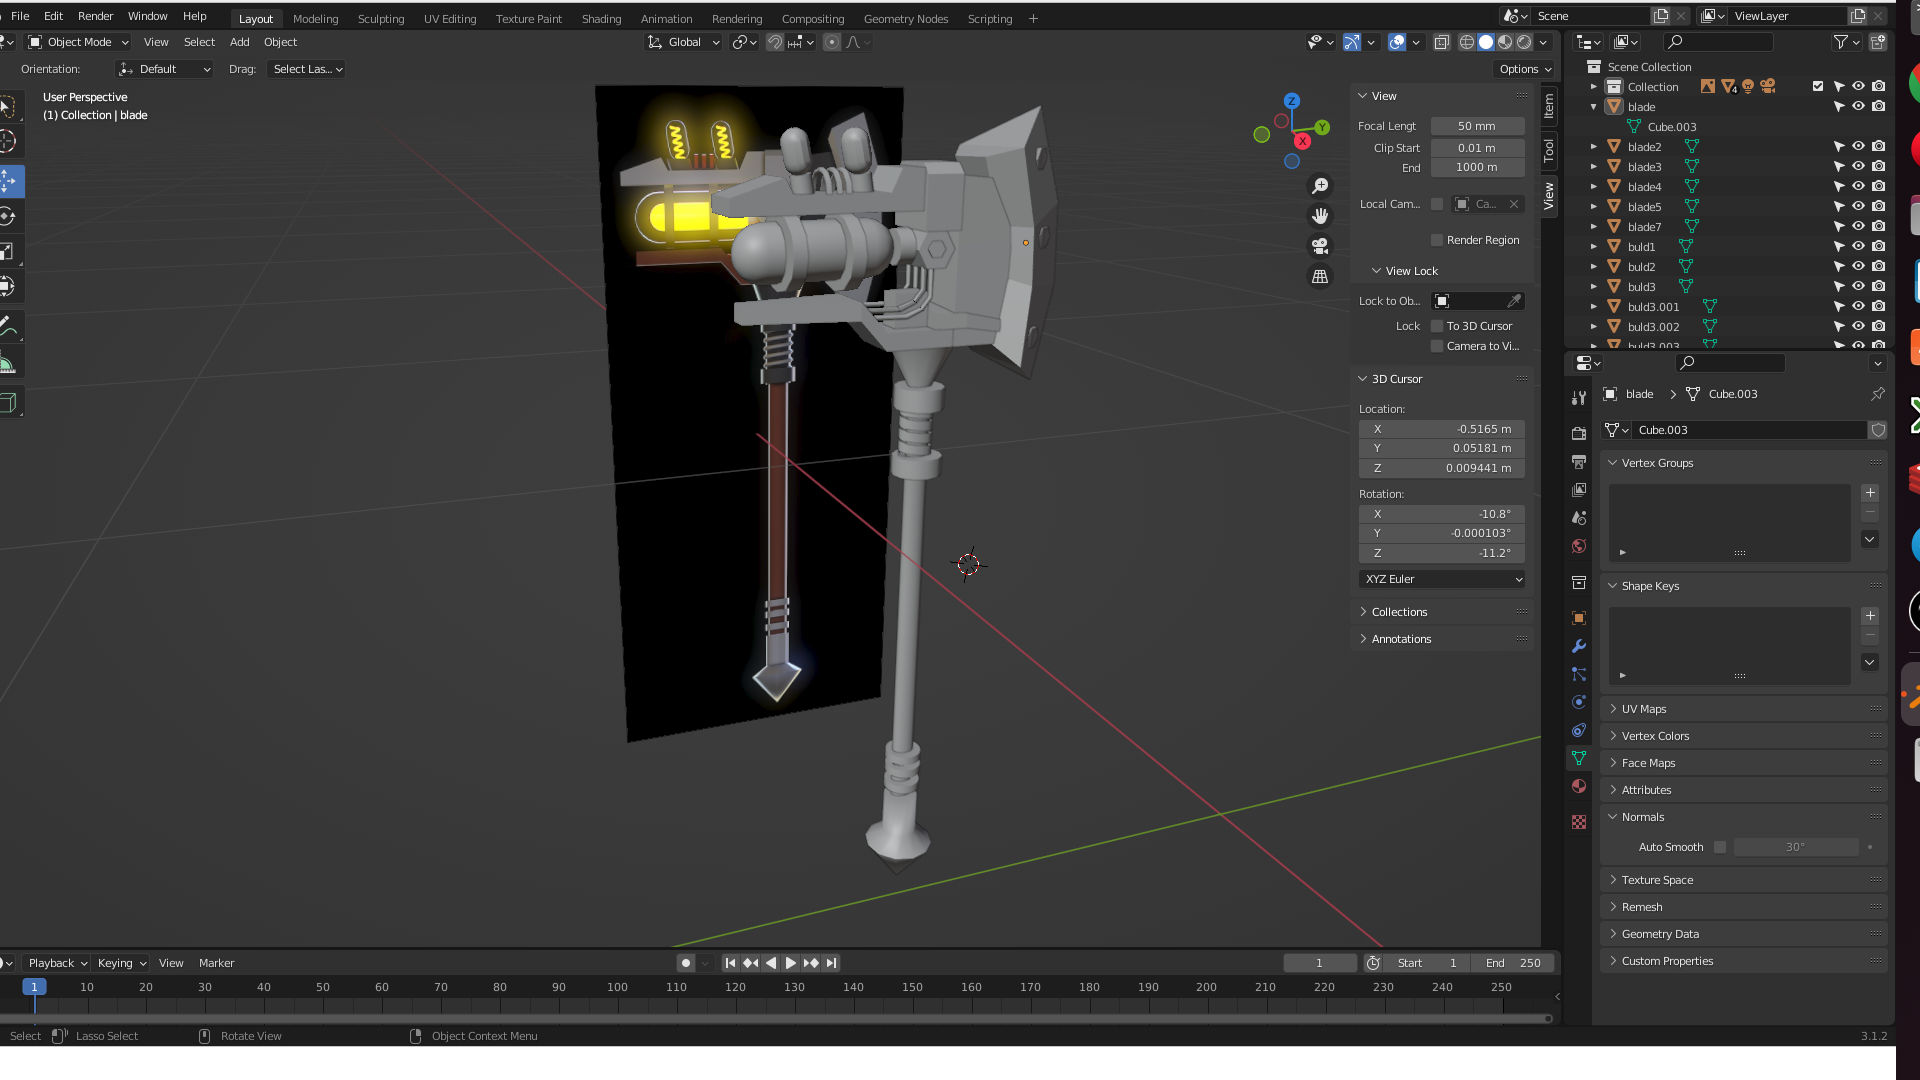 File Edit Render Window Help Layout Modeling Sculpting UV Editing Texture Paint Shading Animation Rendering Compositing Geometry Nodes Scripting + Scene ViewLayer
Object Mode View Select Add Object Global
Orientation: Default Drag: Select Las... Options
User Perspective
(1) Collection | blade
Z
Y
X
View
Focal Lengt 50 mm
Clip Start 0.01 m
End 1000 m
Local Cam... Ca...
Render Region
View Lock
Lock to Ob...
Lock To 3D Cursor
Camera to Vi...
3D Cursor
Location:
X -0.5165 m
Y 0.05181 m
Z 0.009441 m
Rotation:
X -10.8°
Y -0.000103°
Z -11.2°
XYZ Euler
Collections
Annotations
Item
Tool
View
Scene Collection
Collection 4
blade
Cube.003
blade2
blade3
blade4
blade5
blade7
buld1
buld2
buld3
buld3.001
buld3.002
buld3.003
blade Cube.003
Cube.003
Vertex Groups
Shape Keys
UV Maps
Vertex Colors
Face Maps
Attributes
Normals
Auto Smooth 30°
Texture Space
Remesh
Geometry Data
Custom Properties
Playback Keying View Marker 1 Start 1 End 250
1 10 20 30 40 50 60 70 80 90 100 110 120 130 140 150 160 170 180 190 200 210 220 230 240 250
Select Lasso Select Rotate View Object Context Menu 3.1.2